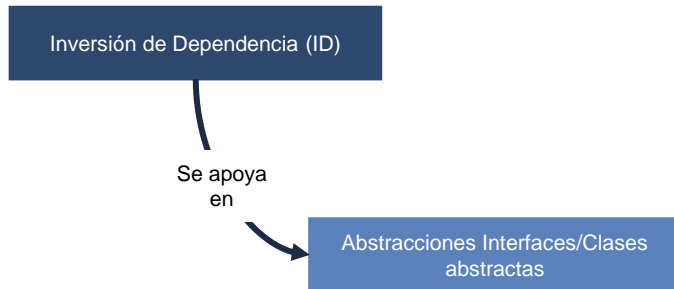 Inversión de Dependencia (ID)
Se apoya
en
Abstracciones Interfaces/Clases
abstractas